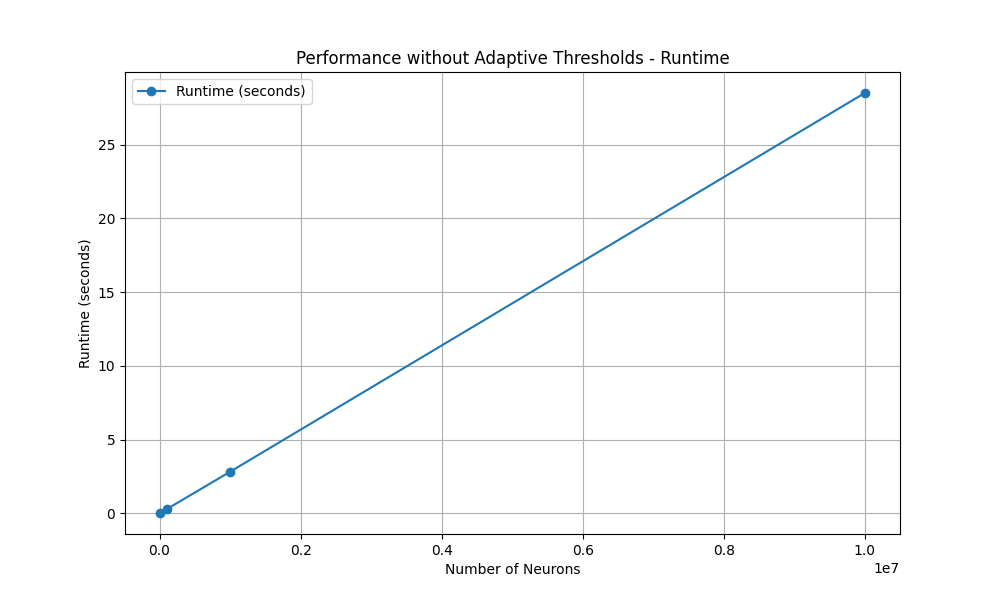 Performance without Adaptive Thresholds - Runtime
Runtime (seconds)
25
20
15
10
5
0
Runtime (seconds)
0.0 0.2 0.4 0.6 0.8 1.0
1e7
Number of Neurons